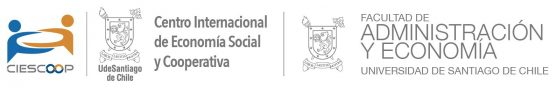 CIESCOOP
UdeSantiago
de Chile
Centro Internacional
de Economía Social
y Cooperativa
FACULTAD DE
ADMINISTRACIÓN
Y ECONOMÍA
UNIVERSIDAD DE SANTIAGO DE CHILE